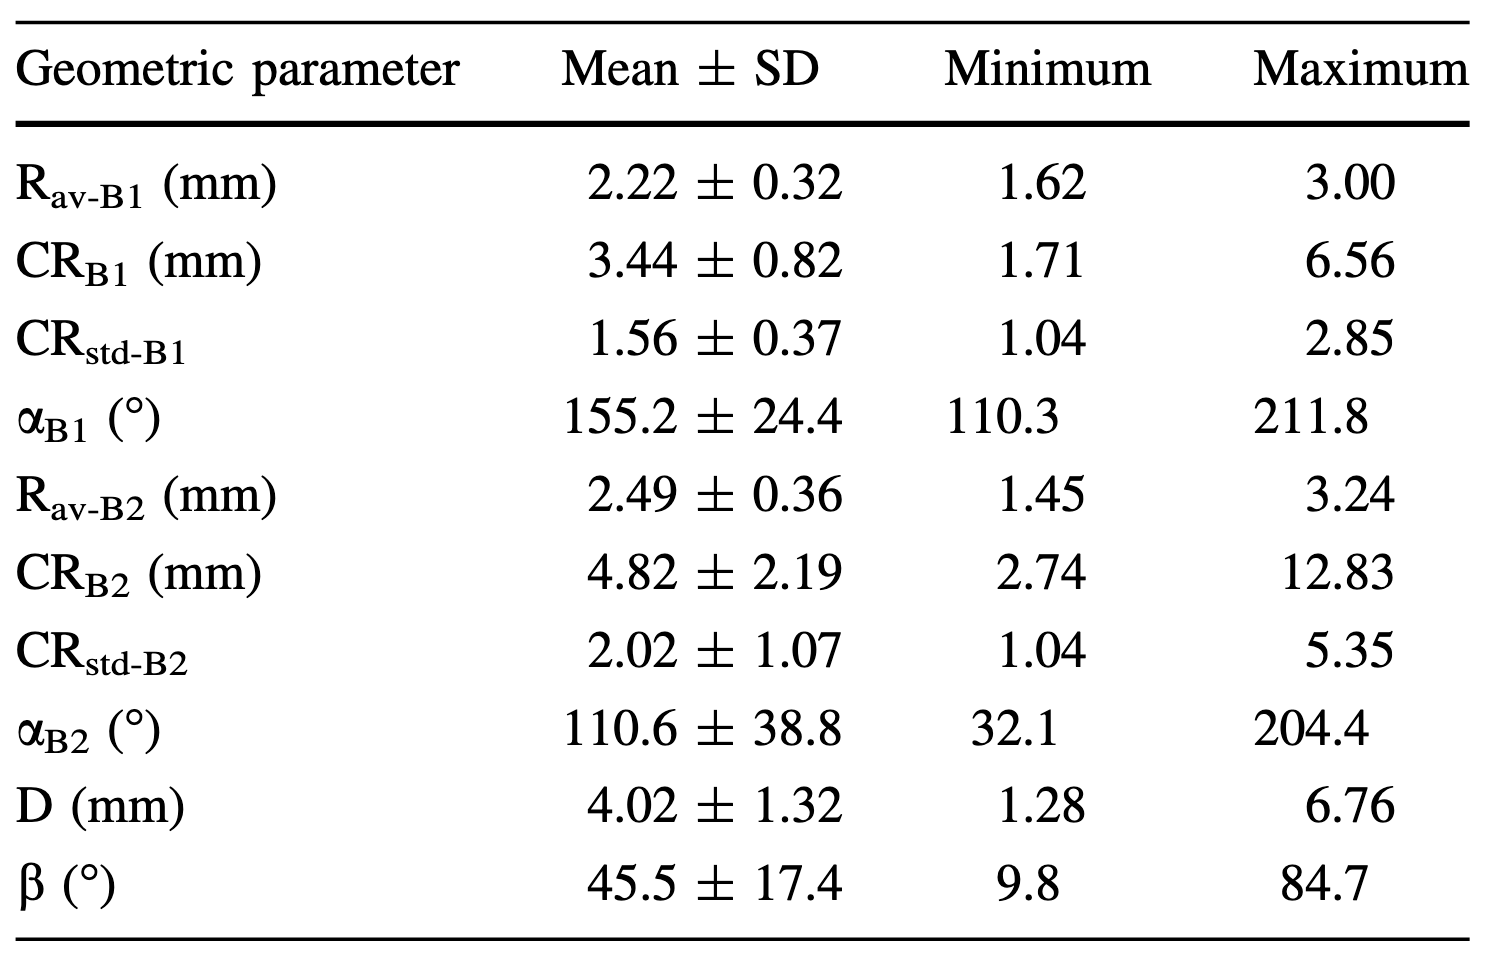 Geometric parameter Mean ± SD Minimum Maximum
Rav-B1 (mm) 2.22 ± 0.32 1.62 3.00
CRB1 (mm) 3.44 ± 0.82 1.71 6.56
CRstd-B1 1.56 ± 0.37 1.04 2.85
αB1 (°) 155.2 ± 24.4 110.3 211.8
Rav-B2 (mm) 2.49 ± 0.36 1.45 3.24
CRB2 (mm) 4.82 ± 2.19 2.74 12.83
CRstd-B2 2.02 ± 1.07 1.04 5.35
αB2 (°) 110.6 ± 38.8 32.1 204.4
D (mm) 4.02 ± 1.32 1.28 6.76
β (°) 45.5 ± 17.4 9.8 84.7